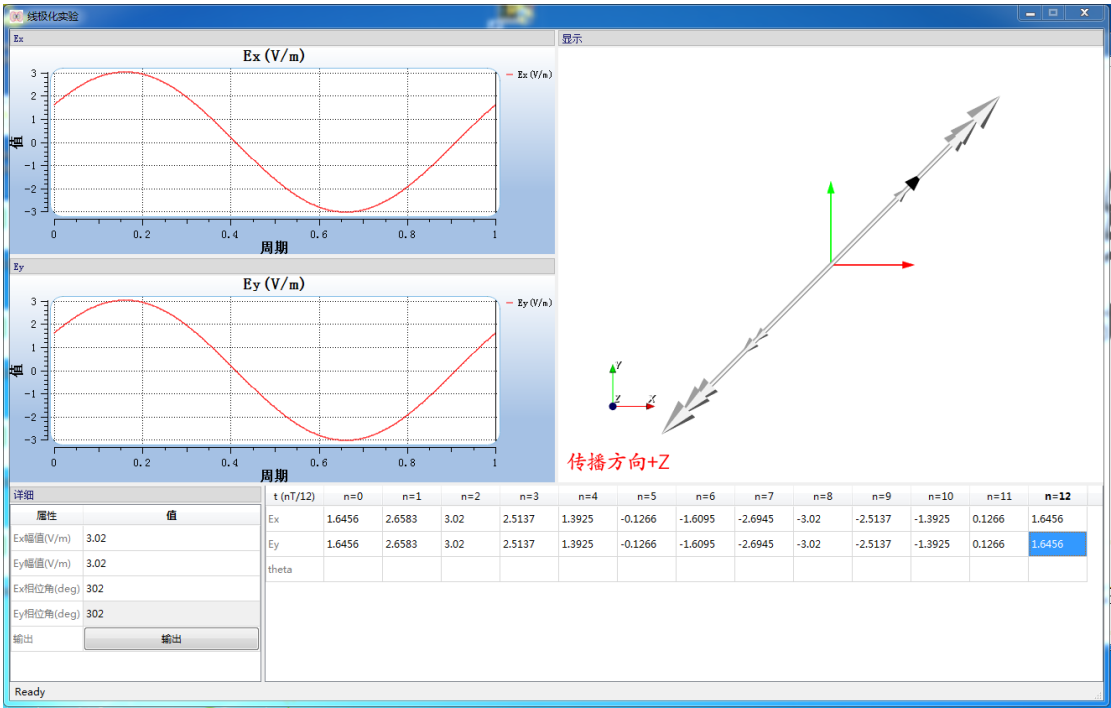 线极化实验
Ex
Ex(V/m)
3
2
1
0
-1
-2
-3
值
Ex(V/m)
0 0.2 0.4 0.6 0.8 1
周期
Ey
Ey(V/m)
3
2
1
0
-1
-2
-3
值
Ey(V/m)
0 0.2 0.4 0.6 0.8 1
周期
显示
Y
Z X
传播方向+Z
详细
属性 值
Ex幅值(V/m) 3.02
Ey幅值(V/m) 3.02
Ex相位角(deg) 302
Ey相位角(deg) 302
输出 输出
t (nT/12) n=0 n=1 n=2 n=3 n=4 n=5 n=6 n=7 n=8 n=9 n=10 n=11 n=12
Ex 1.6456 2.6583 3.02 2.5137 1.3925 -0.1266 -1.6095 -2.6945 -3.02 -2.5137 -1.3925 0.1266 1.6456
Ey 1.6456 2.6583 3.02 2.5137 1.3925 -0.1266 -1.6095 -2.6945 -3.02 -2.5137 -1.3925 0.1266 1.6456
theta
Ready